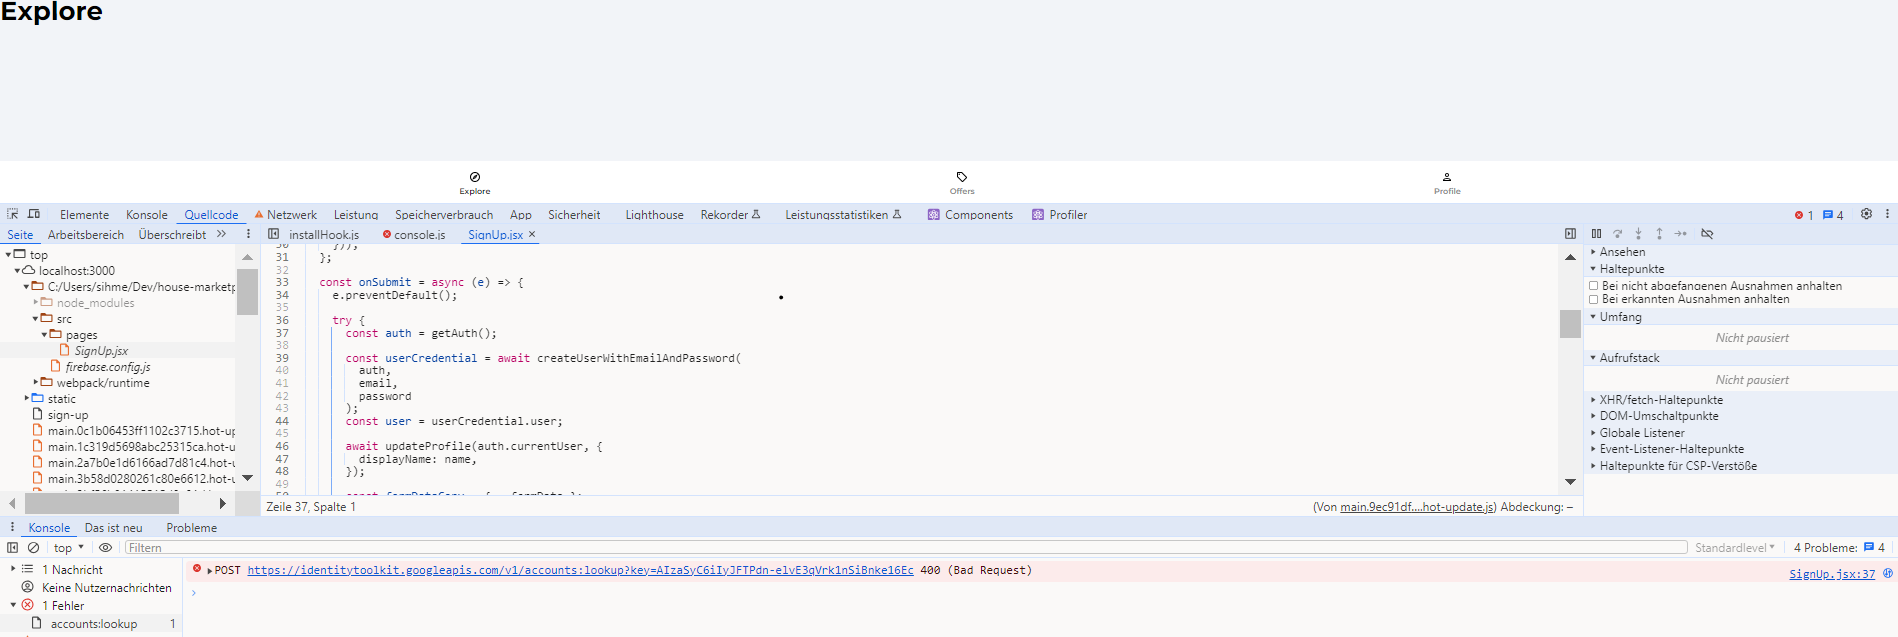 Explore
Explore
Offers
Profile
Elemente Konsole Quellcode Netzwerk Leistung Speicherverbrauch App Sicherheit Lighthouse Rekorder Leistungsstatistiken Components Profiler 1 4
Seite Arbeitsbereich Überschreibt » installHook.js console.js SignUp.jsx ×
top
localhost:3000
C:/Users/sihme/Dev/house-marketp
node_modules
src
pages
SignUp.jsx
firebase.config.js
webpack/runtime
static
sign-up
main.0c1b06453ff1102c3715.hot-up
main.1c319d5698abc25315ca.hot-u
main.2a7b0e1d6166ad7d81c4.hot-u
main.3b58d0280261c80e6612.hot-u
30 }));
31 };
32
33 const onSubmit = async (e) => {
34 e.preventDefault();
35
36 try {
37 const auth = getAuth();
38
39 const userCredential = await createUserWithEmailAndPassword(
40 auth,
41 email,
42 password
43 );
44 const user = userCredential.user;
45
46 await updateProfile(auth.currentUser, {
47 displayName: name,
48 });
49
Zeile 37, Spalte 1 (Von main.9ec91df....hot-update.js) Abdeckung: –
Ansehen
Haltepunkte
Bei nicht abgefangenen Ausnahmen anhalten
Bei erkannten Ausnahmen anhalten
Umfang
Nicht pausiert
Aufrufstack
Nicht pausiert
XHR/fetch-Haltepunkte
DOM-Umschaltpunkte
Globale Listener
Event-Listener-Haltepunkte
Haltepunkte für CSP-Verstöße
Konsole Das ist neu Probleme
top Filtern Standardlevel 4 Probleme: 4
1 Nachricht
Keine Nutzernachrichten
1 Fehler
accounts:lookup 1
POST https://identitytoolkit.googleapis.com/v1/accounts:lookup?key=AIzaSyC6iIyJFTPdn-elvE3qVrk1nSiBnke16Ec 400 (Bad Request) SignUp.jsx:37